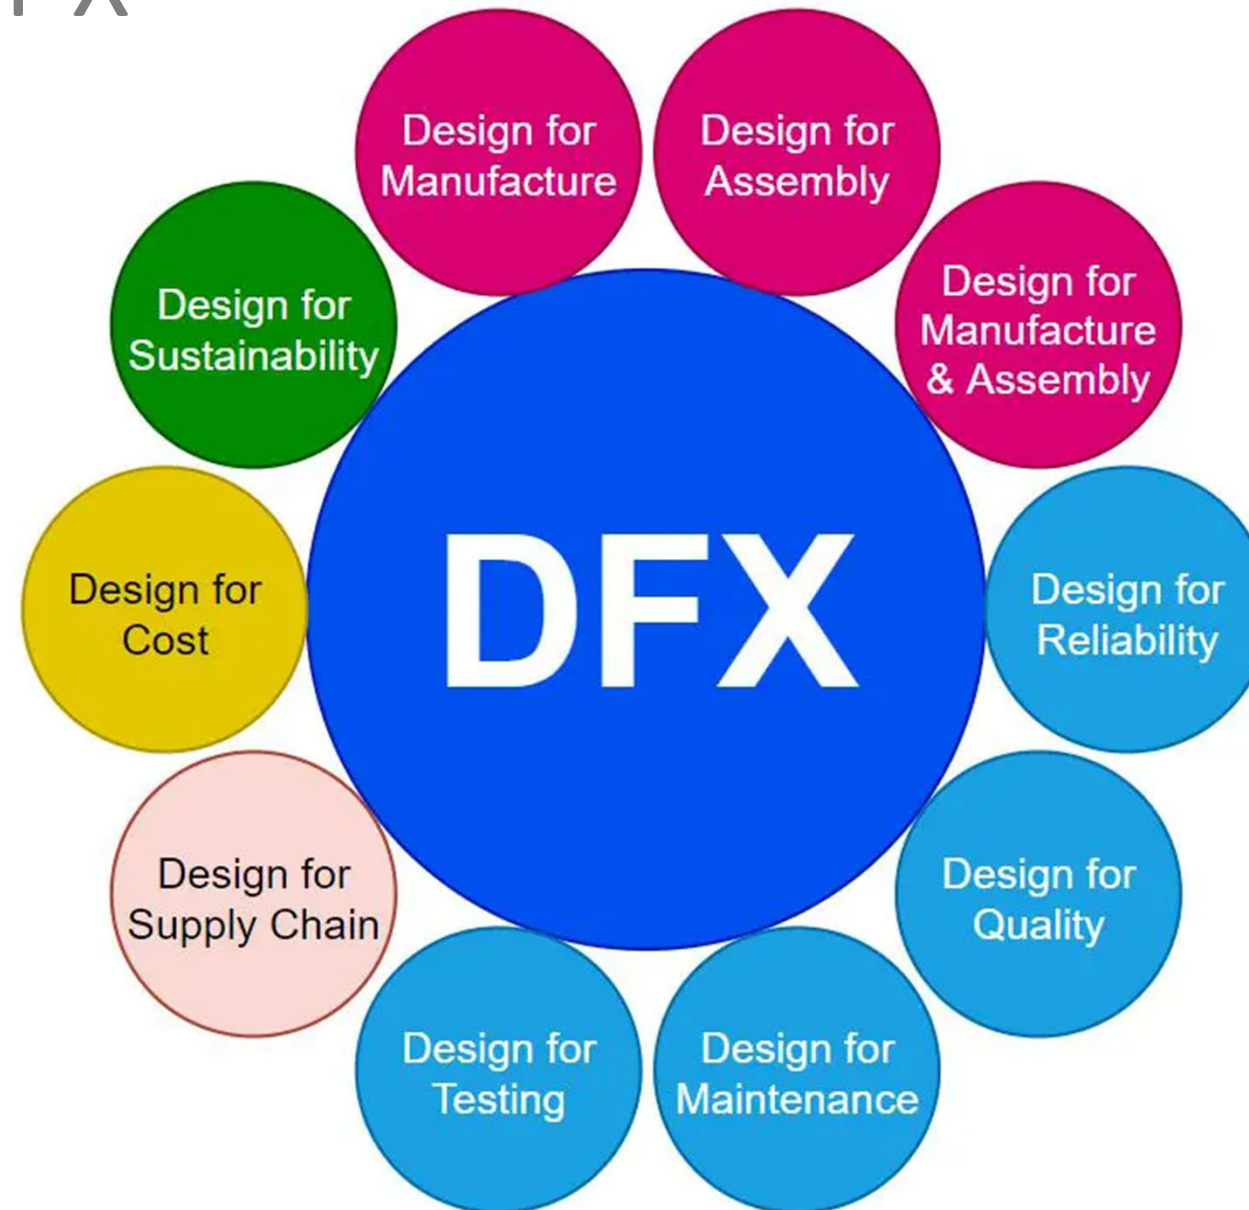 Design for
Manufacture
Design for
Assembly
Design for
Manufacture
& Assembly
Design for
Reliability
Design for
Quality
Design for
Maintenance
Design for
Testing
Design for
Supply Chain
Design for
Cost
Design for
Sustainability
DFX